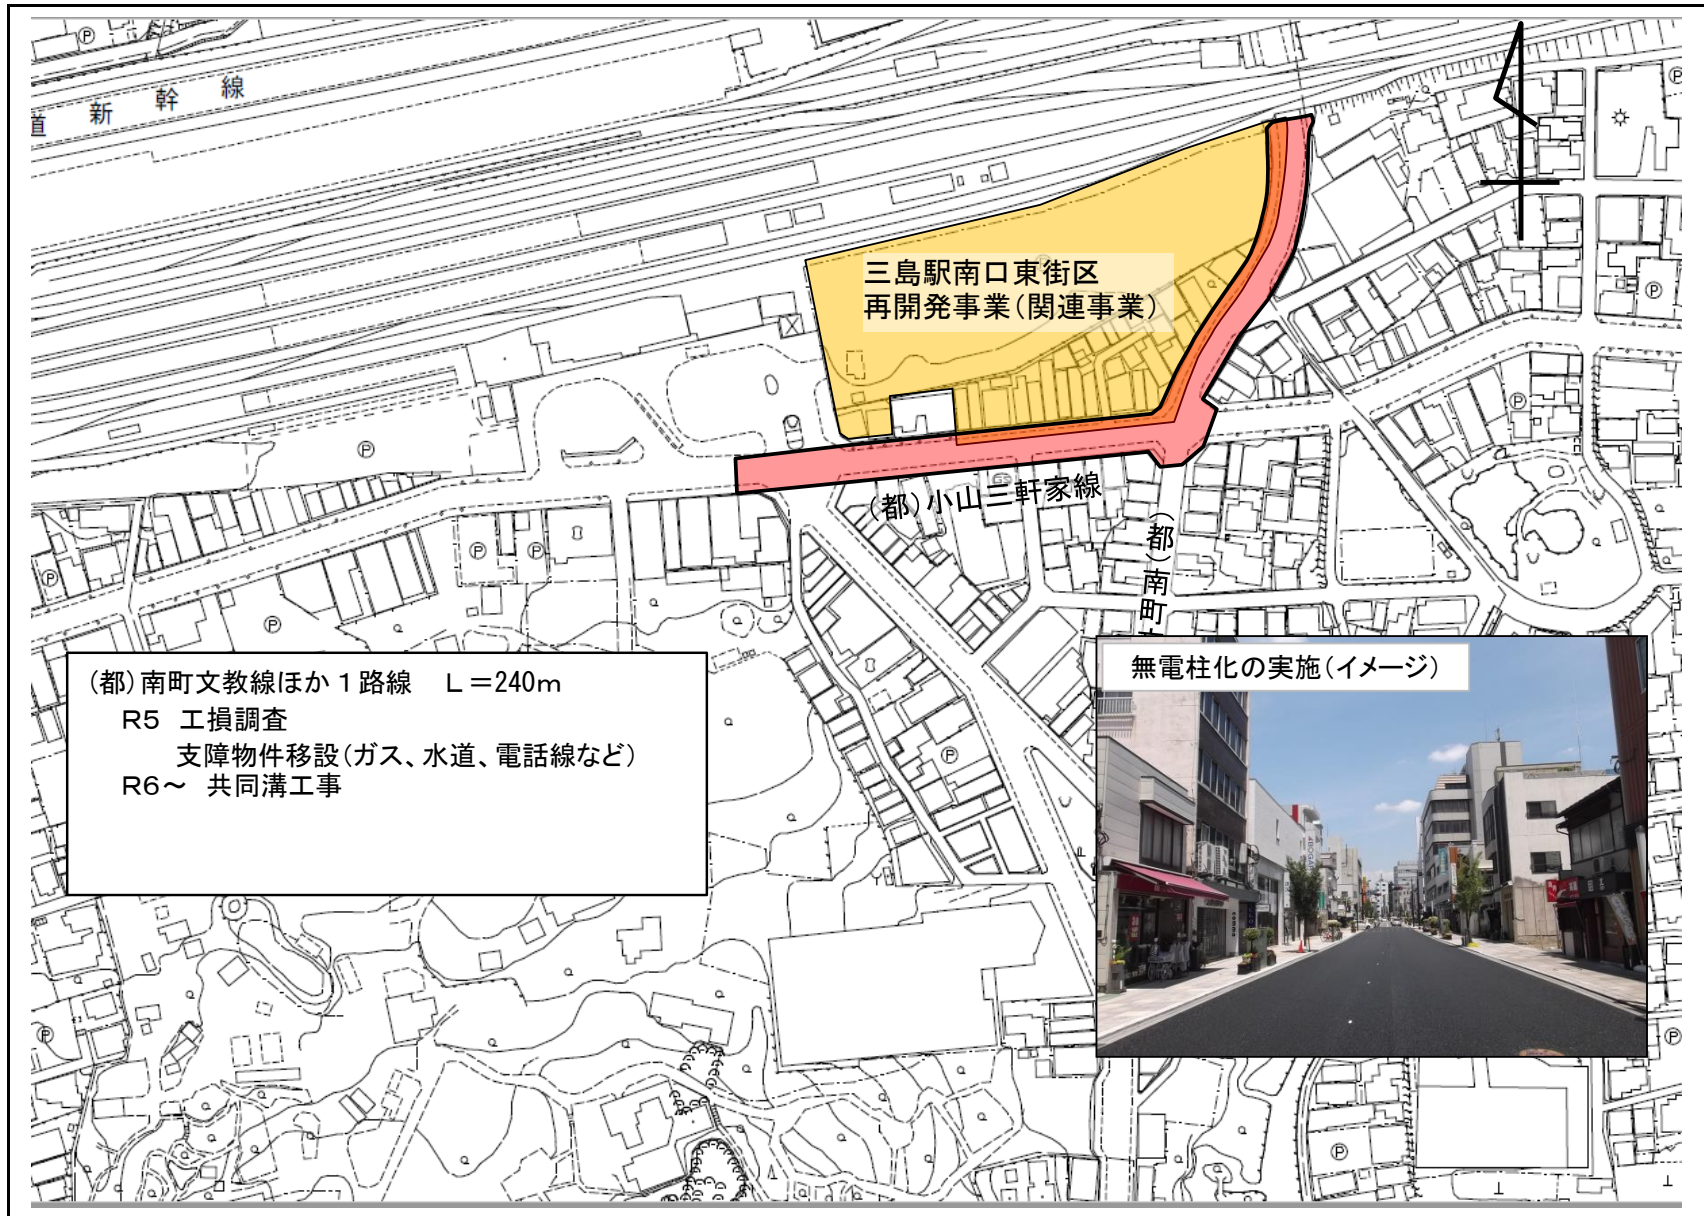 道 新 幹 線
三島駅南口東街区
再開発事業(関連事業)
(都)小山三軒家線
(都)南町
(都)南町文教線ほか1路線 L=240m
R5 工損調査
支障物件移設(ガス、水道、電話線など)
R6~ 共同溝工事
無電柱化の実施(イメージ)